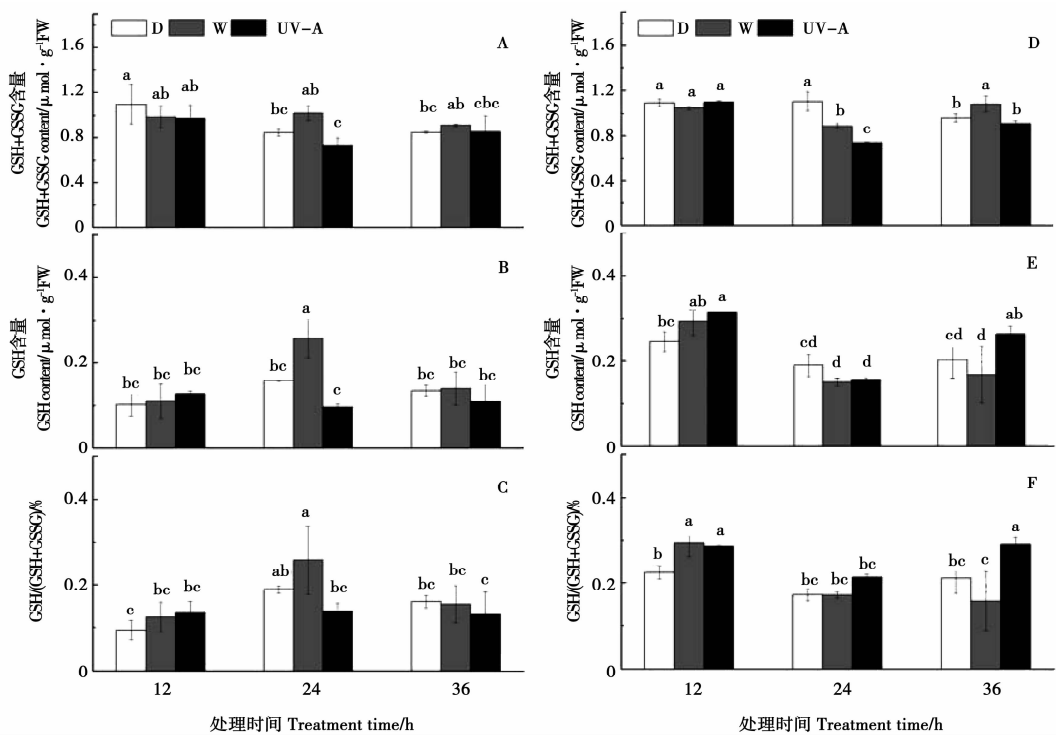 D W UV-A
A
GSH+GSSG含量
GSH+GSSG content/μmol·g-1FW
1.6
1.2
0.8
0.4
0
a ab ab
bc ab c
bc ab cbc
B
GSH含量
GSH content/μmol·g-1FW
0.4
0.2
0
bc bc bc
bc a c
bc bc bc
C
GSH/(GSH+GSSG)/%
0.4
0.2
0
c bc bc
ab a bc
bc bc c
12 24 36
处理时间 Treatment time/h
D W UV-A
D
GSH+GSSG含量
GSH+GSSG content/μmol·g-1FW
1.6
1.2
0.8
0.4
0
a a a
a b c
b a b
E
GSH含量
GSH content/μmol·g-1FW
0.4
0.2
0
bc ab a
cd d d
cd d ab
F
GSH/(GSH+GSSG)/%
0.4
0.2
0
b a a
bc bc bc
bc c a
12 24 36
处理时间 Treatment time/h